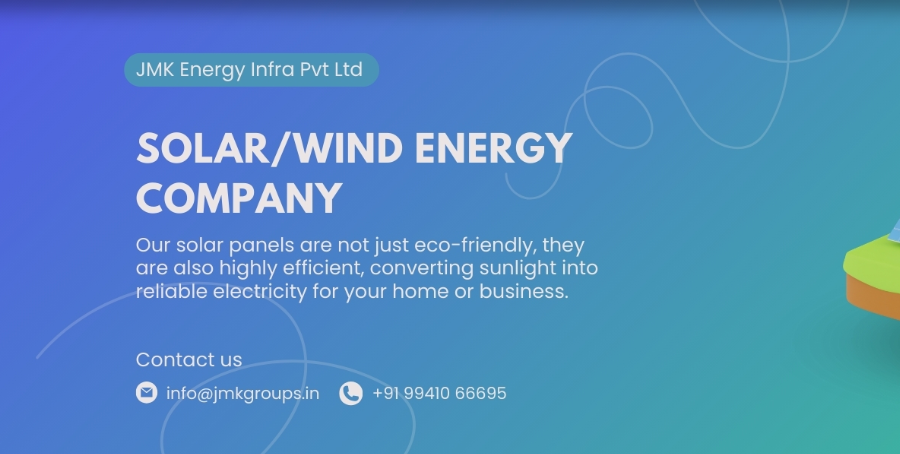 JMK Energy Infra Pvt Ltd
SOLAR/WIND ENERGY
COMPANY
Our solar panels are not just eco-friendly, they
are also highly efficient, converting sunlight into
reliable electricity for your home or business.
Contact us
info@jmkgroups.in +91 99410 66695